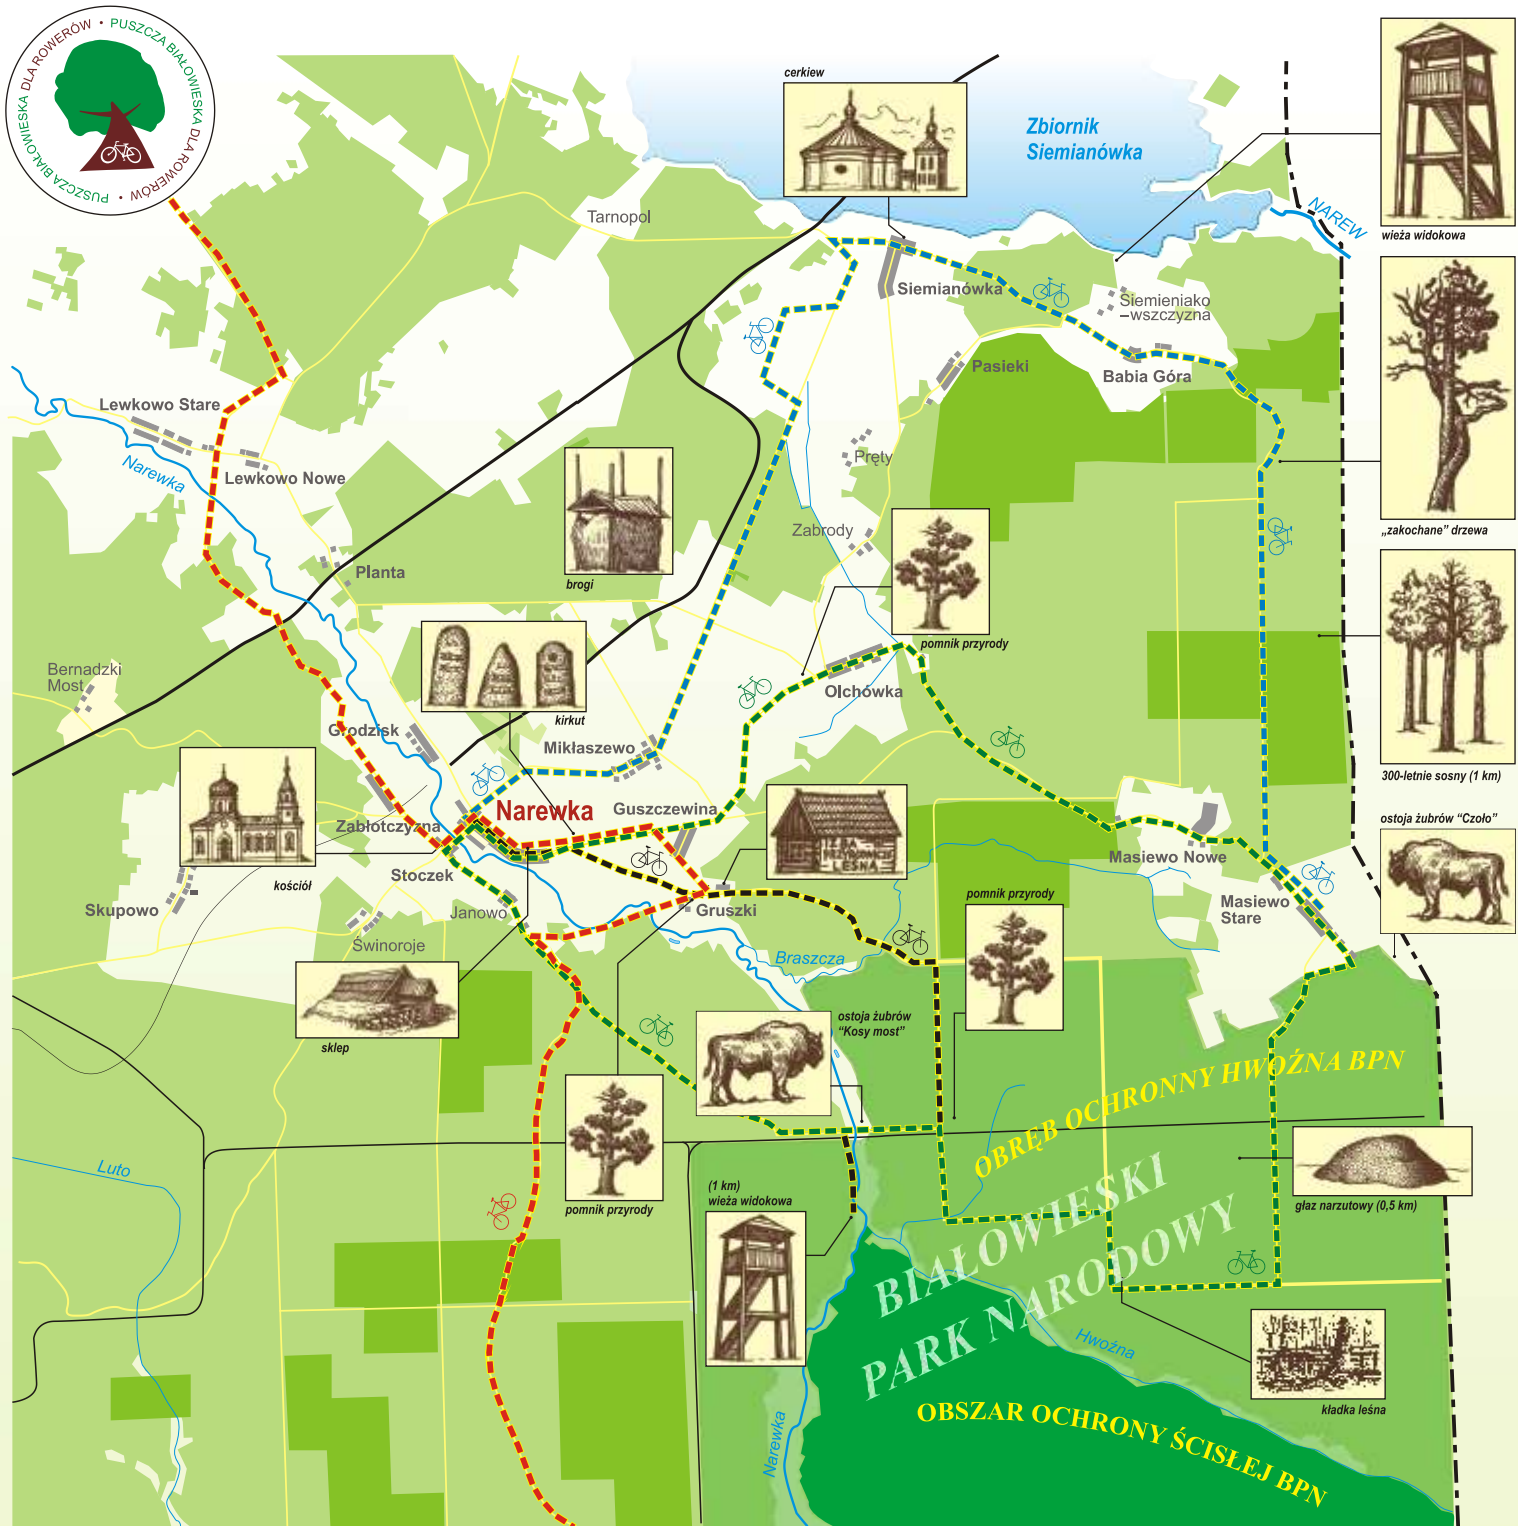 PUSZCZA BIAŁOWIESKA DLA ROWERÓW • PUSZCZA BIAŁOWIESKA DLA ROWERÓW •
cerkiew
Zbiornik
Siemianówka
NAREW
wieża widokowa
Tarnopol
Siemianówka
Siemieniako
–wszczyzna
Pasieki
Babia Góra
Lewkowo Stare
Narewka
Lewkowo Nowe
Pręty
Zabrody
„zakochane” drzewa
Planta
brogi
pomnik przyrody
Bernadzki
Most
kirkut
Olchówka
Grodzisk
Mikłaszewo
300-letnie sosny (1 km)
Narewka
Guszczewina
Zabłotczyzna
ostoja żubrów “Czoło”
IZBA
LEŚNA
Masiewo Nowe
kościół
Stoczek
Skupowo
Janowo
Gruszki
pomnik przyrody
Masiewo
Stare
Świnoroje
Braszcza
sklep
ostoja żubrów
“Kosy most”
OBRĘB OCHRONNY HWOŹNA BPN
Luto
pomnik przyrody
(1 km)
wieża widokowa
głaz narzutowy (0,5 km)
BIAŁOWIESKI
PARK NARODOWY
Hwoźna
kładka leśna
OBSZAR OCHRONY ŚCISŁEJ BPN
Narewka